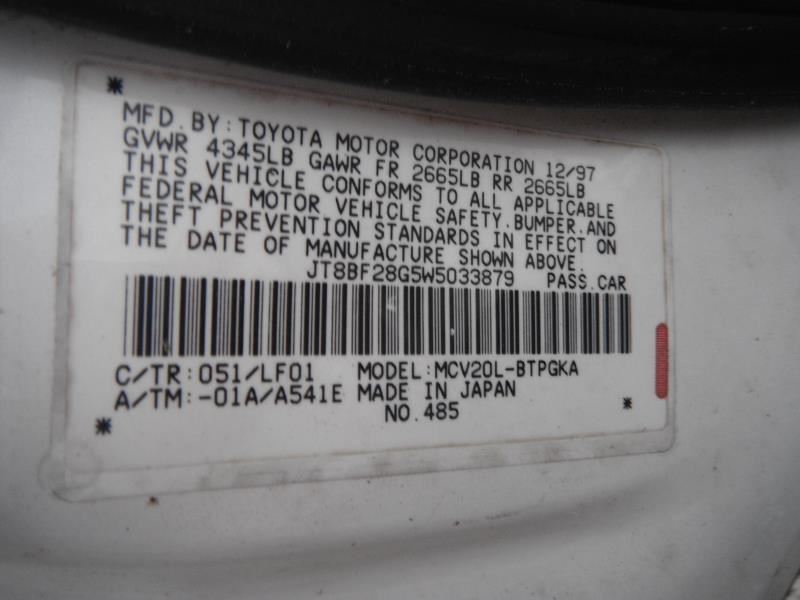 MFD. BY: TOYOTA MOTOR CORPORATION 12/97
GVWR 4345LB GAWR FR 2665LB RR 2665LB
THIS VEHICLE CONFORMS TO ALL APPLICABLE
FEDERAL MOTOR VEHICLE SAFETY, BUMPER, AND
THEFT PREVENTION STANDARDS IN EFFECT ON
THE DATE OF MANUFACTURE SHOWN ABOVE.
JT8BF28G5W5033879 PASS. CAR
C/TR: 051/LF01 MODEL: MCV20L-BTPGKA
A/TM: -01A/A541E MADE IN JAPAN
NO. 485